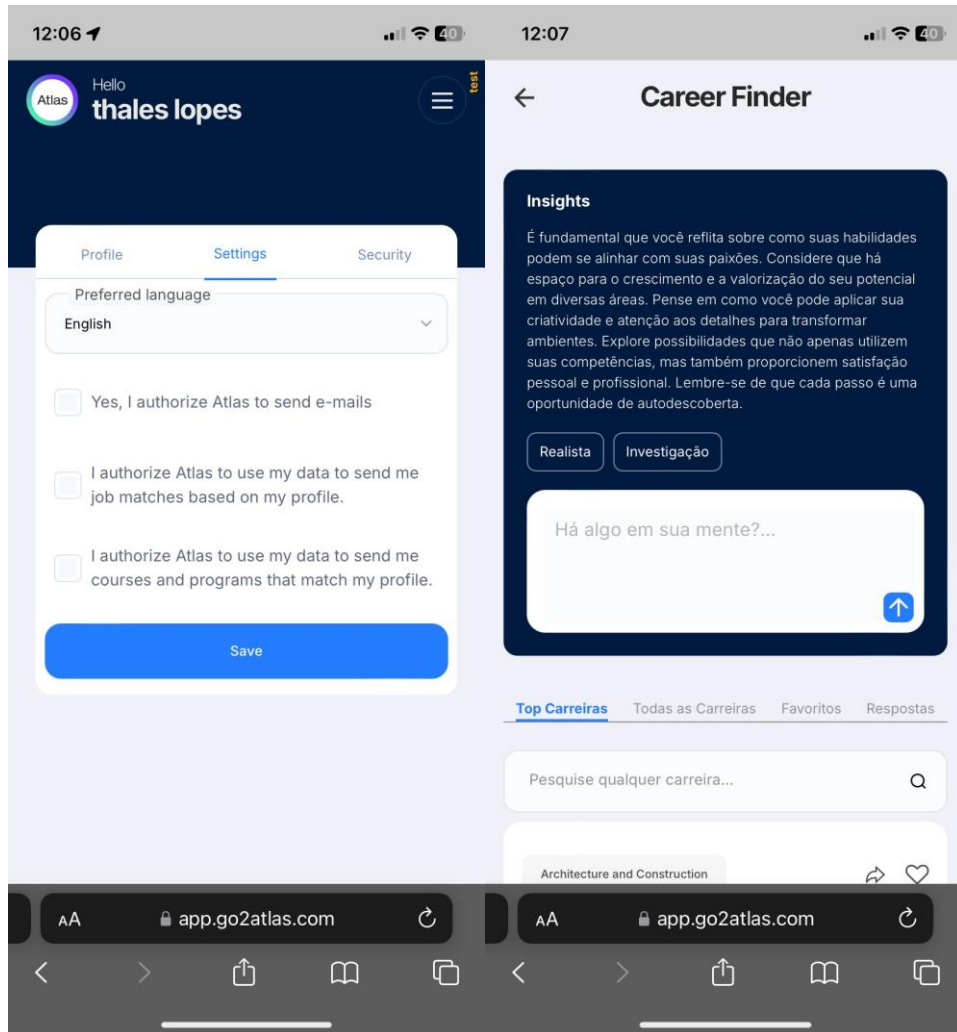 12:06
40
Atlas
Hello
thales lopes
test
Profile
Settings
Security
Preferred language
English
Yes, I authorize Atlas to send e-mails
I authorize Atlas to use my data to send me
job matches based on my profile.
I authorize Atlas to use my data to send me
courses and programs that match my profile.
Save
AA
app.go2atlas.com
12:07
40
Career Finder
Insights
É fundamental que você reflita sobre como suas habilidades
podem se alinhar com suas paixões. Considere que há
espaço para o crescimento e a valorização do seu potencial
em diversas áreas. Pense em como você pode aplicar sua
criatividade e atenção aos detalhes para transformar
ambientes. Explore possibilidades que não apenas utilizem
suas competências, mas também proporcionem satisfação
pessoal e profissional. Lembre-se de que cada passo é uma
oportunidade de autodescoberta.
Realista
Investigação
Há algo em sua mente?...
Top Carreiras
Todas as Carreiras
Favoritos
Respostas
Pesquise qualquer carreira...
Architecture and Construction
AA
app.go2atlas.com